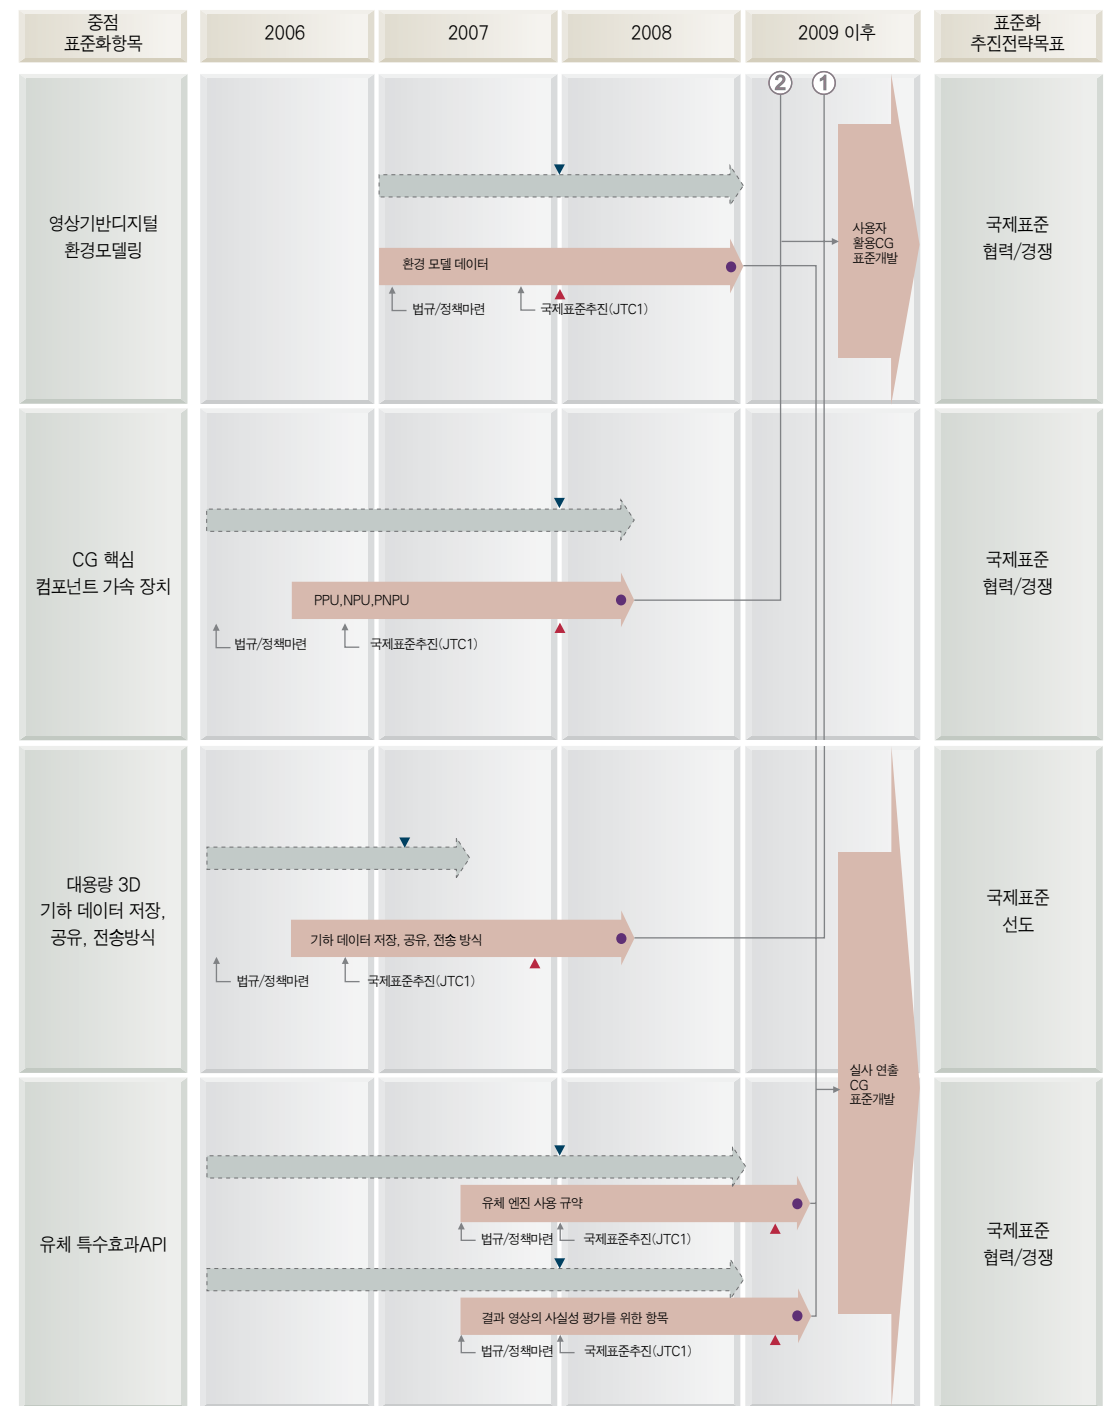 중점
표준화항목
2006
2007
2008
2009 이후
표준화
추진전략목표
②
①
영상기반디지털
환경모델링
환경 모델 데이터
법규/정책마련
국제표준추진(JTC1)
사용자
활용CG
표준개발
국제표준
협력/경쟁
CG 핵심
컴포넌트 가속 장치
PPU,NPU,PNPU
법규/정책마련
국제표준추진(JTC1)
국제표준
협력/경쟁
대용량 3D
기하 데이터 저장,
공유, 전송방식
기하 데이터 저장, 공유, 전송 방식
법규/정책마련
국제표준추진(JTC1)
국제표준
선도
실사 연출
CG
표준개발
유체 특수효과API
유체 엔진 사용 규약
법규/정책마련
국제표준추진(JTC1)
결과 영상의 사실성 평가를 위한 항목
법규/정책마련
국제표준추진(JTC1)
국제표준
협력/경쟁